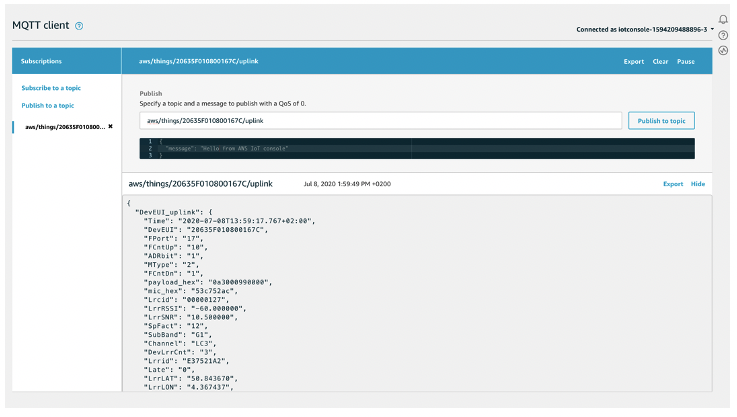 MQTT client
Connected as iotconsole-1594209488896-3
Subscriptions
aws/things/20635F010800167C/uplink
Export Clear Pause
Subscribe to a topic
Publish to a topic
aws/things/20635F010800... ×
Publish
Specify a topic and a message to publish with a QoS of 0.
aws/things/20635F010800167C/uplink
Publish to topic
1 {
2 "message": "Hello from AWS IoT console"
3 }
aws/things/20635F010800167C/uplink
Jul 8, 2020 1:59:49 PM +0200
Export Hide
{
"DevEUI_uplink": {
"Time": "2020-07-08T13:59:17.767+02:00",
"DevEUI": "20635F010800167C",
"FPort": "17",
"FCntUp": "10",
"ADRbit": "1",
"MType": "2",
"FCntDn": "1",
"payload_hex": "0a3000990000",
"mic_hex": "53c752ac",
"Lrcid": "00000127",
"LrrRSSI": "-60.000000",
"LrrSNR": "10.500000",
"SpFact": "12",
"SubBand": "G1",
"Channel": "LC3",
"DevLrrCnt": "3",
"Lrrid": "E37521A2",
"Late": "0",
"LrrLAT": "50.843670",
"LrrLON": "4.367437",